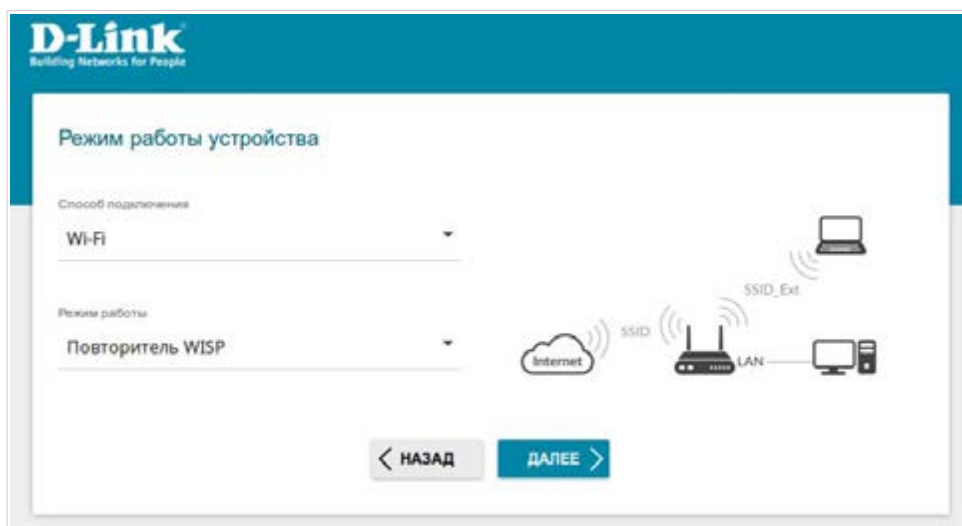 D-Link
Building Networks for People
Режим работы устройства
Способ подключения
Wi-Fi
Режим работы
Повторитель WISP
SSID_Ext
SSID
Internet
LAN
НАЗАД
ДАЛЕЕ